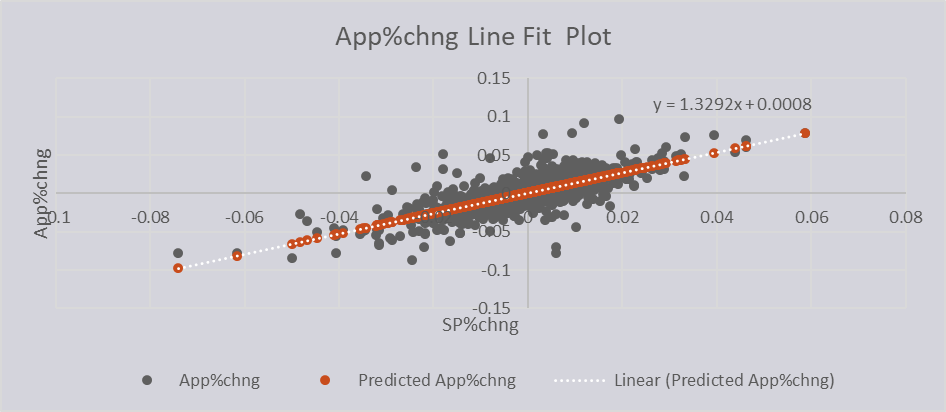 App%chng Line Fit  Plot
0.15
y = 1.3292x + 0.0008
0.1
0.05
0
-0.1 -0.08 -0.06 -0.04 -0.02 0 0.02 0.04 0.06 0.08
-0.05
-0.1
-0.15
App%chng
SP%chng
App%chng Predicted App%chng Linear (Predicted App%chng)